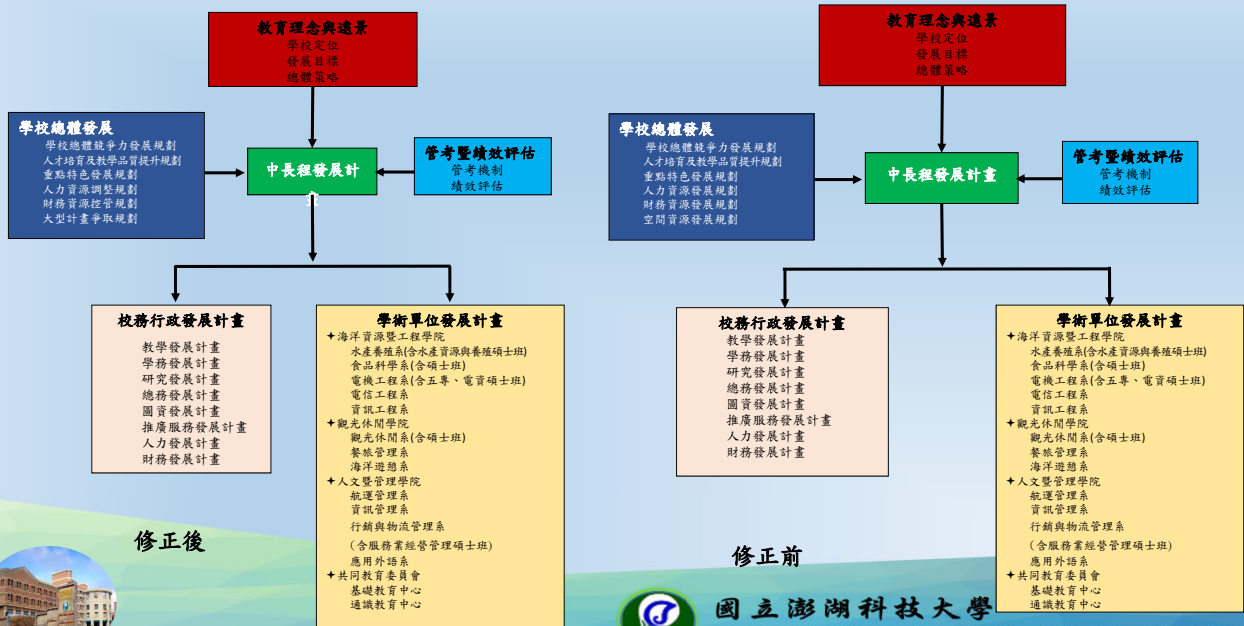 教育理念與遠景
學校定位
發展目標
總體策略
學校總體發展
學校總體競爭力發展規劃
人才培育及教學品質提升規劃
重點特色發展規劃
人力資源調整規劃
財務資源控管規劃
大型計畫爭取規劃
中長程發展計
畫
管考暨績效評估
管考機制
績效評估
校務行政發展計畫
教學發展計畫
學務發展計畫
研究發展計畫
總務發展計畫
圖資發展計畫
推廣服務發展計畫
人力發展計畫
財務發展計畫
學術單位發展計畫
✦海洋資源暨工程學院
水產養殖系(含水產資源與養殖碩士班)
食品科學系(含碩士班)
電機工程系(含五專、電資碩士班)
電信工程系
資訊工程系
✦觀光休閒學院
觀光休閒系(含碩士班)
餐旅管理系
海洋遊憩系
✦人文暨管理學院
航運管理系
資訊管理系
行銷與物流管理系
(含服務業經營管理碩士班)
應用外語系
✦共同教育委員會
基礎教育中心
通識教育中心
修正後
教育理念與遠景
學校定位
發展目標
總體策略
學校總體發展
學校總體競爭力發展規劃
人才培育及教學品質提升規劃
重點特色發展規劃
人力資源發展規劃
財務資源發展規劃
空間資源發展規劃
中長程發展計畫
管考暨績效評估
管考機制
績效評估
校務行政發展計畫
教學發展計畫
學務發展計畫
研究發展計畫
總務發展計畫
圖資發展計畫
推廣服務發展計畫
人力發展計畫
財務發展計畫
學術單位發展計畫
✦海洋資源暨工程學院
水產養殖系(含水產資源與養殖碩士班)
食品科學系(含碩士班)
電機工程系(含五專、電資碩士班)
電信工程系
資訊工程系
✦觀光休閒學院
觀光休閒系(含碩士班)
餐旅管理系
海洋遊憩系
✦人文暨管理學院
航運管理系
資訊管理系
行銷與物流管理系
(含服務業經營管理碩士班)
應用外語系
✦共同教育委員會
基礎教育中心
通識教育中心
修正前
國立澎湖科技大學